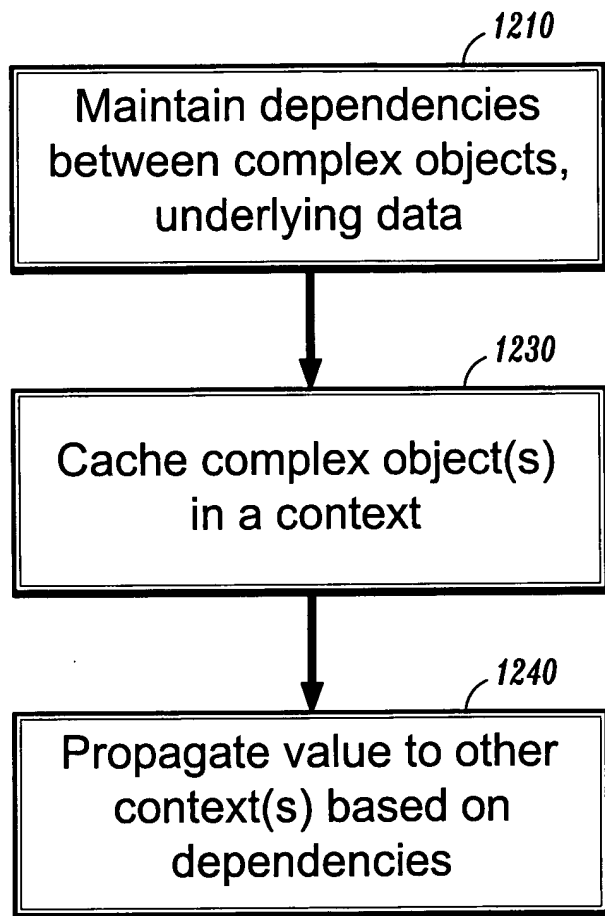 1210
Maintain dependencies
between complex objects,
underlying data
1230
Cache complex object(s)
in a context
1240
Propagate value to other
context(s) based on
dependencies